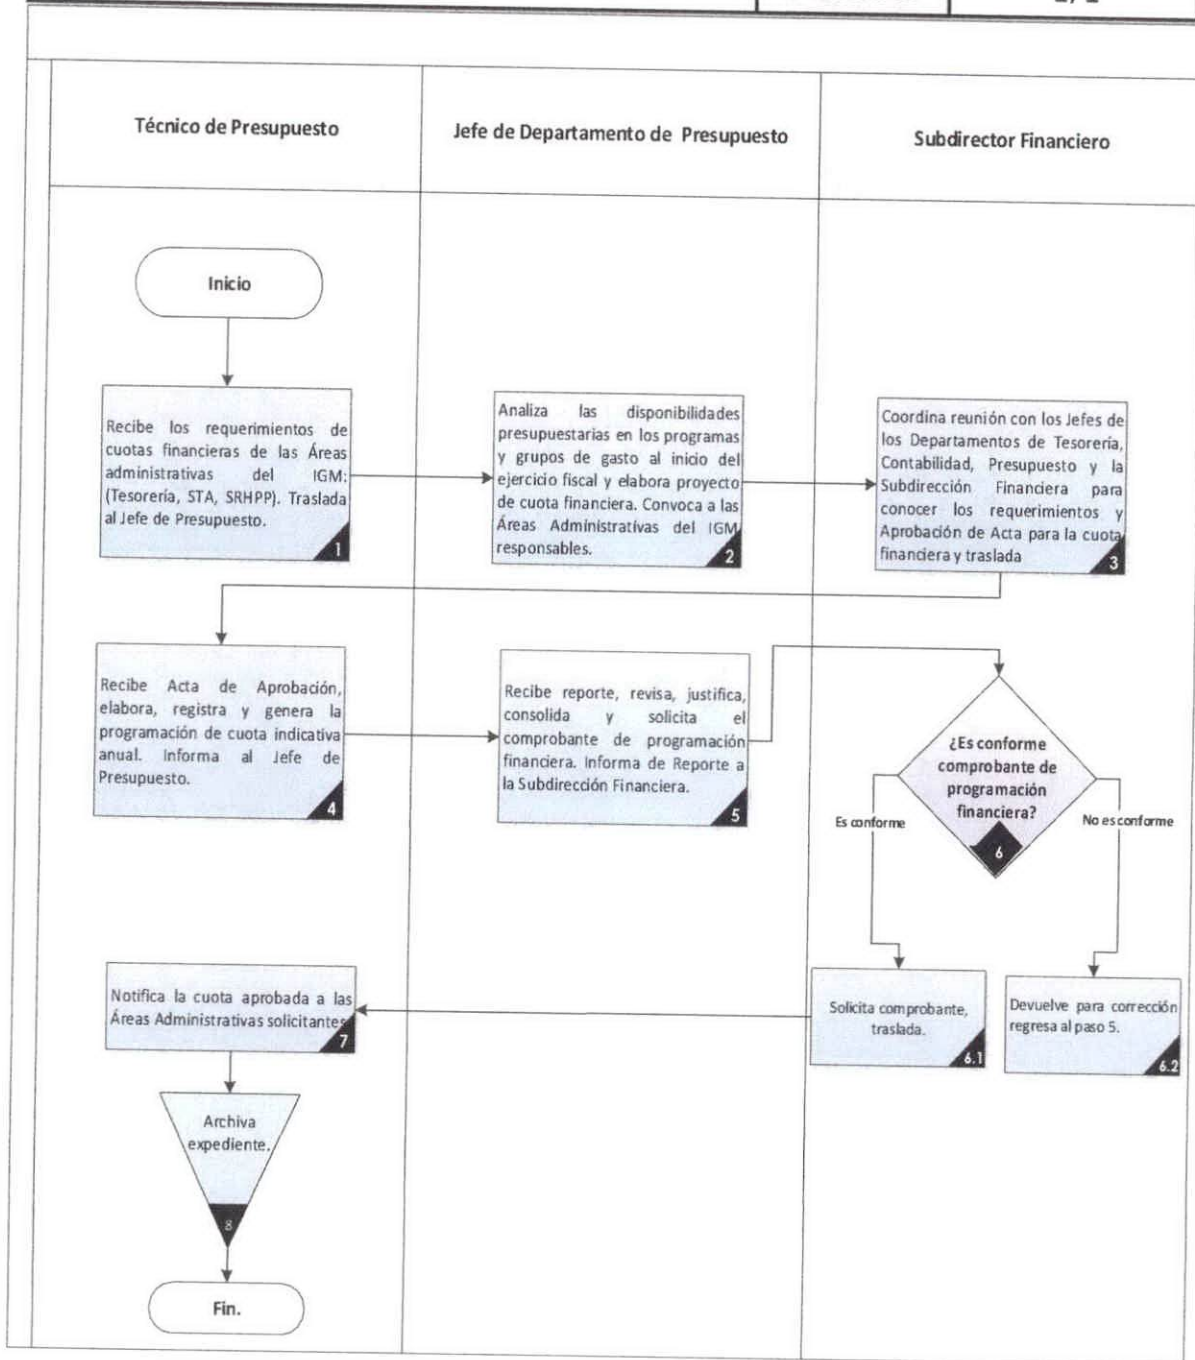 Técnico de Presupuesto
Jefe de Departamento de Presupuesto
Subdirector Financiero
Inicio
Recibe los requerimientos de
cuotas financieras de las Áreas
administrativas del IGM:
(Tesorería, STA, SRHPP). Traslada
al Jefe de Presupuesto.
1
Analiza las disponibilidades
presupuestarias en los programas
y grupos de gasto al inicio del
ejercicio fiscal y elabora proyecto
de cuota financiera. Convoca a las
Áreas Administrativas del IGM
responsables.
2
Coordina reunión con los Jefes de
los Departamentos de Tesorería,
Contabilidad, Presupuesto y la
Subdirección Financiera para
conocer los requerimientos y
Aprobación de Acta para la cuota
financiera y traslada
3
Recibe Acta de Aprobación,
elabora, registra y genera la
programación de cuota indicativa
anual. Informa al Jefe de
Presupuesto.
4
Recibe reporte, revisa, justifica,
consolida y solicita el
comprobante de programación
financiera. Informa de Reporte a
la Subdirección Financiera.
5
¿Es conforme
comprobante de
programación
financiera?
6
Es conforme
No es conforme
Notifica la cuota aprobada a las
Áreas Administrativas solicitantes
7
Solicita comprobante,
traslada.
6.1
Devuelve para corrección
regresa al paso 5.
6.2
Archiva
expediente.
8
Fin.